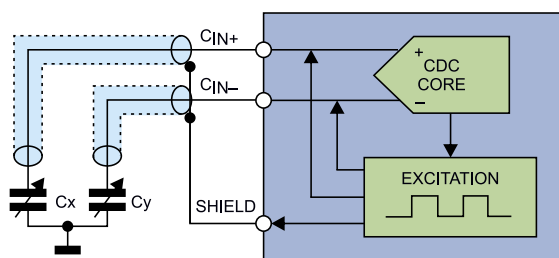 CIN+
+
CDC
CORE
CIN–
–
EXCITATION
Cx
Cy
SHIELD